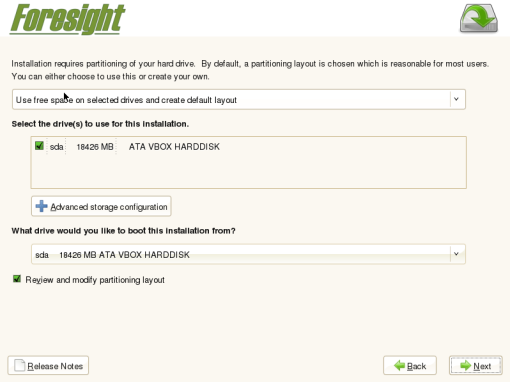 Foresight
Installation requires partitioning of your hard drive. By default, a partitioning layout is chosen which is reasonable for most users.
You can either choose to use this or create your own.
Use free space on selected drives and create default layout
Select the drive(s) to use for this installation.
sda 18426 MB ATA VBOX HARDDISK
Advanced storage configuration
What drive would you like to boot this installation from?
sda 18426 MB ATA VBOX HARDDISK
Review and modify partitioning layout
Release Notes
Back
Next